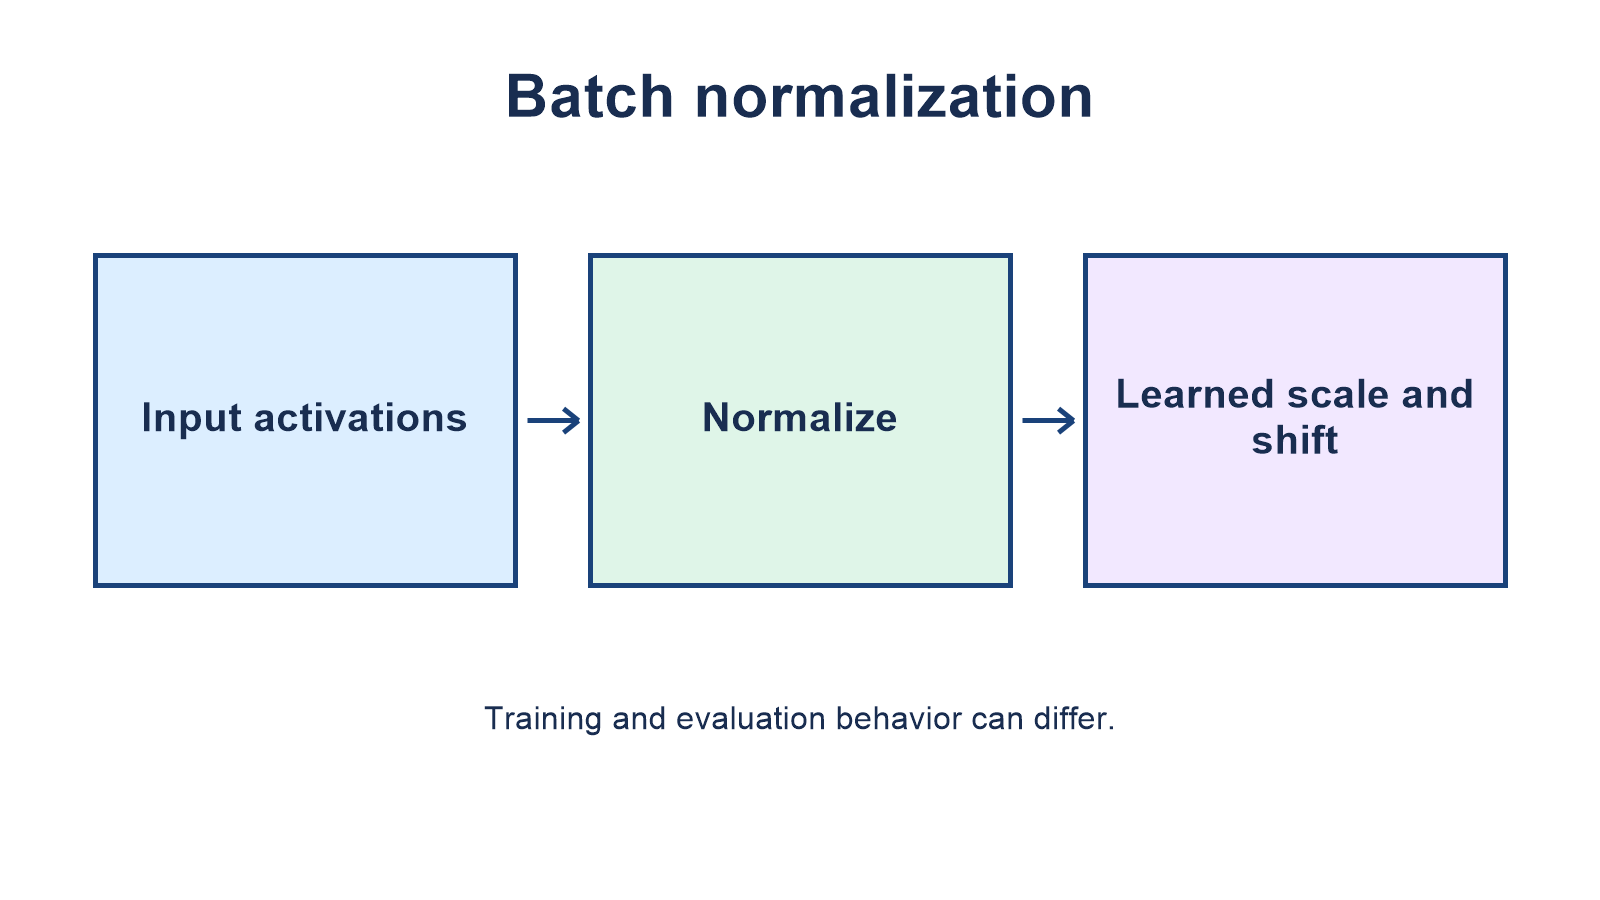 Batch normalization
Input activations
Normalize
Learned scale and
shift
Training and evaluation behavior can differ.